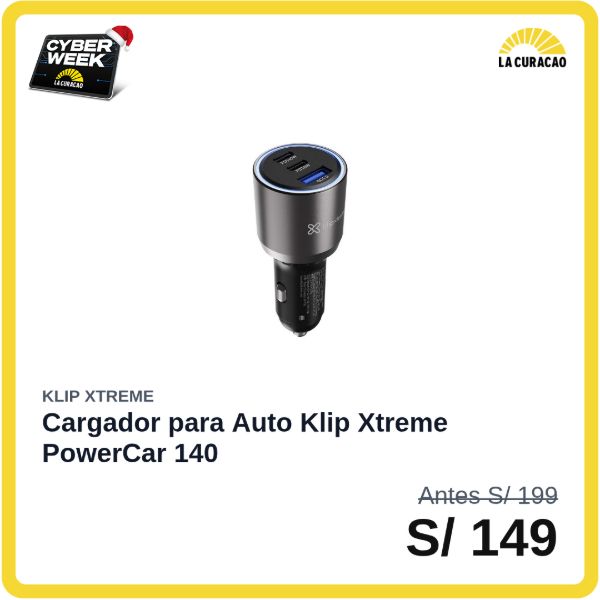 CYBER
WEEK
LA CURACAO
LA CURACAO
KLIP XTREME
Cargador para Auto Klip Xtreme
PowerCar 140
Antes S/ 199
S/ 149